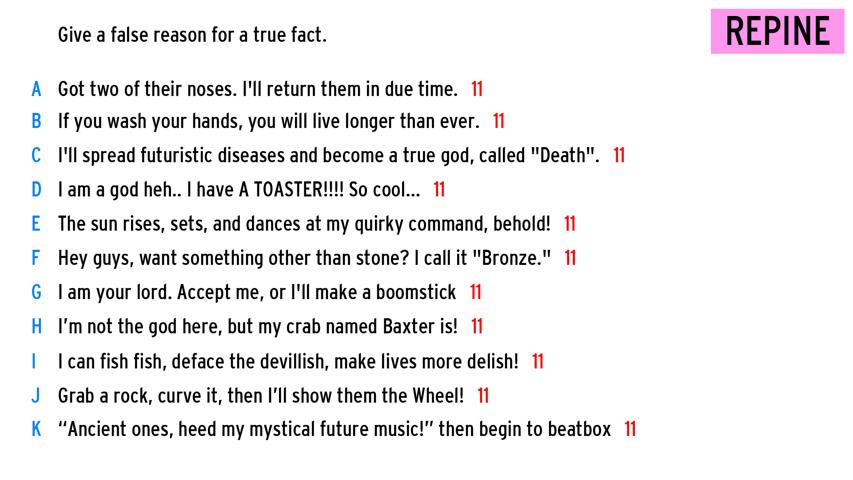 Give a false reason for a true fact.
REPINE
A Got two of their noses. I'll return them in due time. 11
B If you wash your hands, you will live longer than ever. 11
C I'll spread futuristic diseases and become a true god, called "Death". 11
D I am a god heh.. I have A TOASTER!!!! So cool... 11
E The sun rises, sets, and dances at my quirky command, behold! 11
F Hey guys, want something other than stone? I call it "Bronze." 11
G I am your lord. Accept me, or I'll make a boomstick 11
H I’m not the god here, but my crab named Baxter is! 11
I I can fish fish, deface the devillish, make lives more delish! 11
J Grab a rock, curve it, then I’ll show them the Wheel! 11
K “Ancient ones, heed my mystical future music!” then begin to beatbox 11